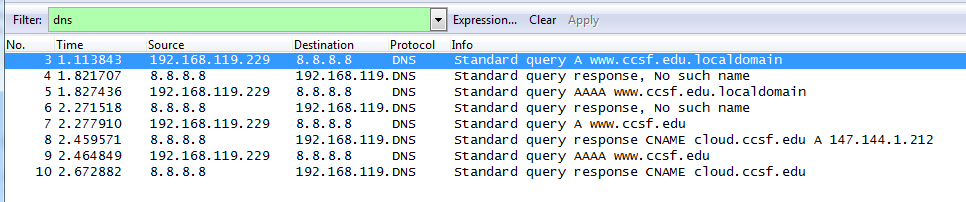 Filter: dns Expression... Clear Apply
No. Time Source Destination Protocol Info
3 1.113843 192.168.119.229 8.8.8.8 DNS Standard query A www.ccsf.edu.localdomain
4 1.821707 8.8.8.8 192.168.119. DNS Standard query response, No such name
5 1.827436 192.168.119.229 8.8.8.8 DNS Standard query AAAA www.ccsf.edu.localdomain
6 2.271518 8.8.8.8 192.168.119. DNS Standard query response, No such name
7 2.277910 192.168.119.229 8.8.8.8 DNS Standard query A www.ccsf.edu
8 2.459571 8.8.8.8 192.168.119. DNS Standard query response CNAME cloud.ccsf.edu A 147.144.1.212
9 2.464849 192.168.119.229 8.8.8.8 DNS Standard query AAAA www.ccsf.edu
10 2.672882 8.8.8.8 192.168.119. DNS Standard query response CNAME cloud.ccsf.edu